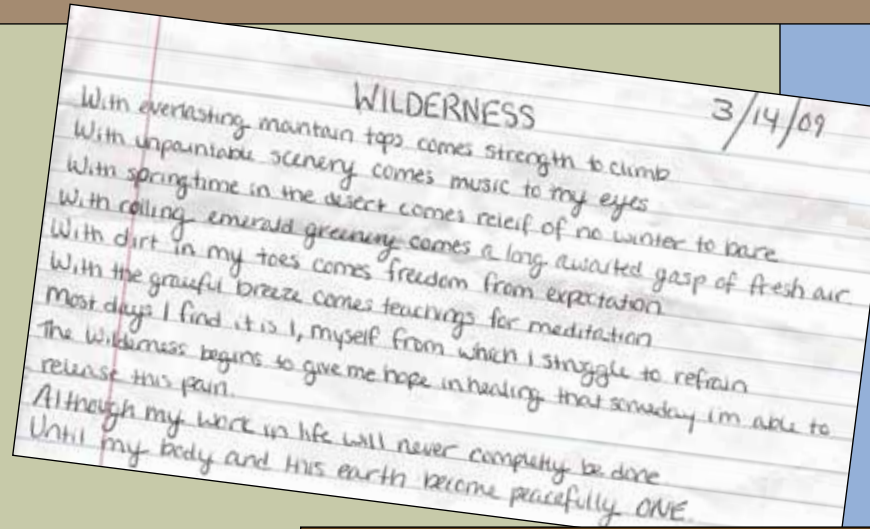 WILDERNESS
3/14/09
With everlasting mountain tops comes strength to climb
With unpaintable scenery comes music to my eyes
With springtime in the desert comes releif of no winter to bare
With rolling emerald greenery comes a long awaited gasp of fresh air
With dirt in my toes comes freedom from expectation
With the graceful breeze comes teachings for meditation
most days I find it is I, myself from which I struggle to refrain
The Wilderness begins to give me hope in healing that someday im able to
release this pain.
Although my work in life will never completly be done
Until my body and this earth become peacefully ONE.